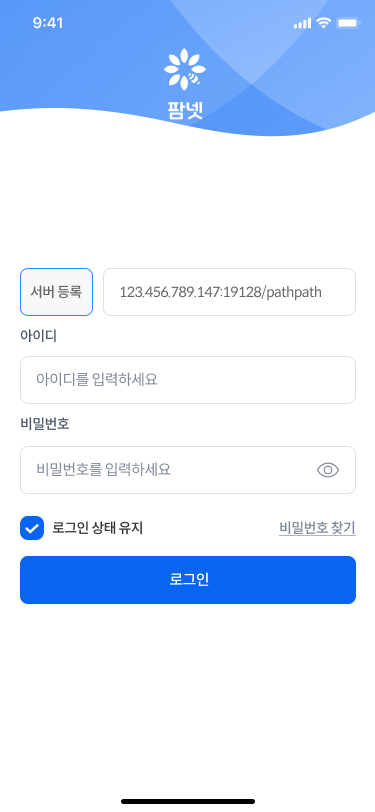 9:41
팜넷
서버 등록 123.456.789.147:19128/pathpath
아이디
아이디를 입력하세요
비밀번호
비밀번호를 입력하세요
로그인 상태 유지 비밀번호 찾기
로그인